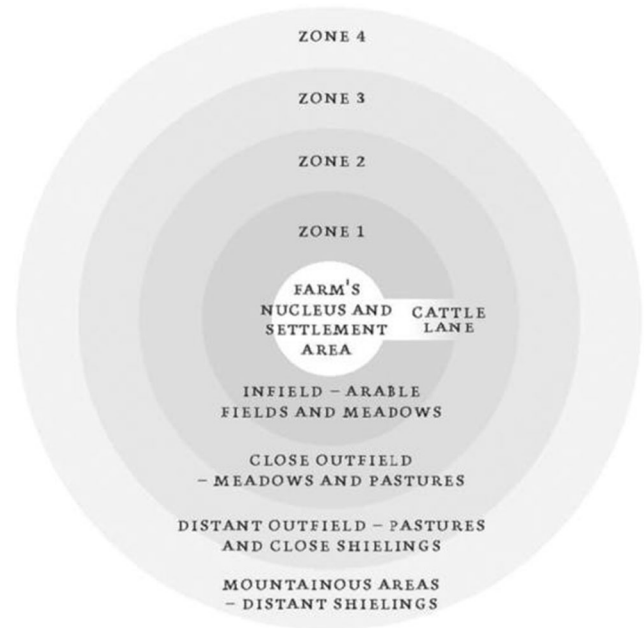 ZONE 4
ZONE 3
ZONE 2
ZONE 1
FARM'S
NUCLEUS AND
SETTLEMENT
AREA
CATTLE
LANE
INFIELD – ARABLE
FIELDS AND MEADOWS
CLOSE OUTFIELD
– MEADOWS AND PASTURES
DISTANT OUTFIELD – PASTURES
AND CLOSE SHIELINGS
MOUNTAINOUS AREAS
– DISTANT SHIELINGS